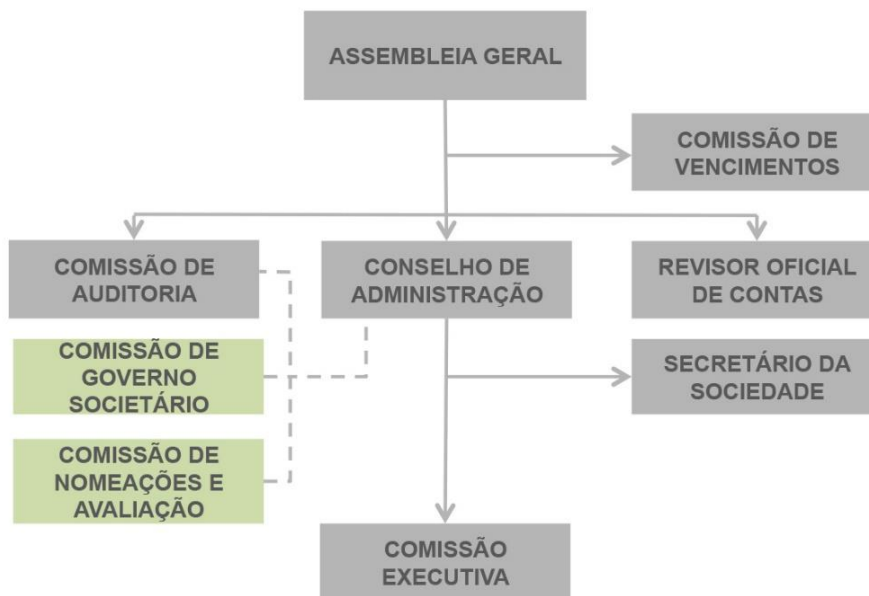 ASSEMBLEIA GERAL
COMISSÃO DE
VENCIMENTOS
COMISSÃO DE
AUDITORIA
CONSELHO DE
ADMINISTRAÇÃO
REVISOR OFICIAL
DE CONTAS
COMISSÃO DE
GOVERNO
SOCIETÁRIO
SECRETÁRIO DA
SOCIEDADE
COMISSÃO DE
NOMEAÇÕES E
AVALIAÇÃO
COMISSÃO
EXECUTIVA